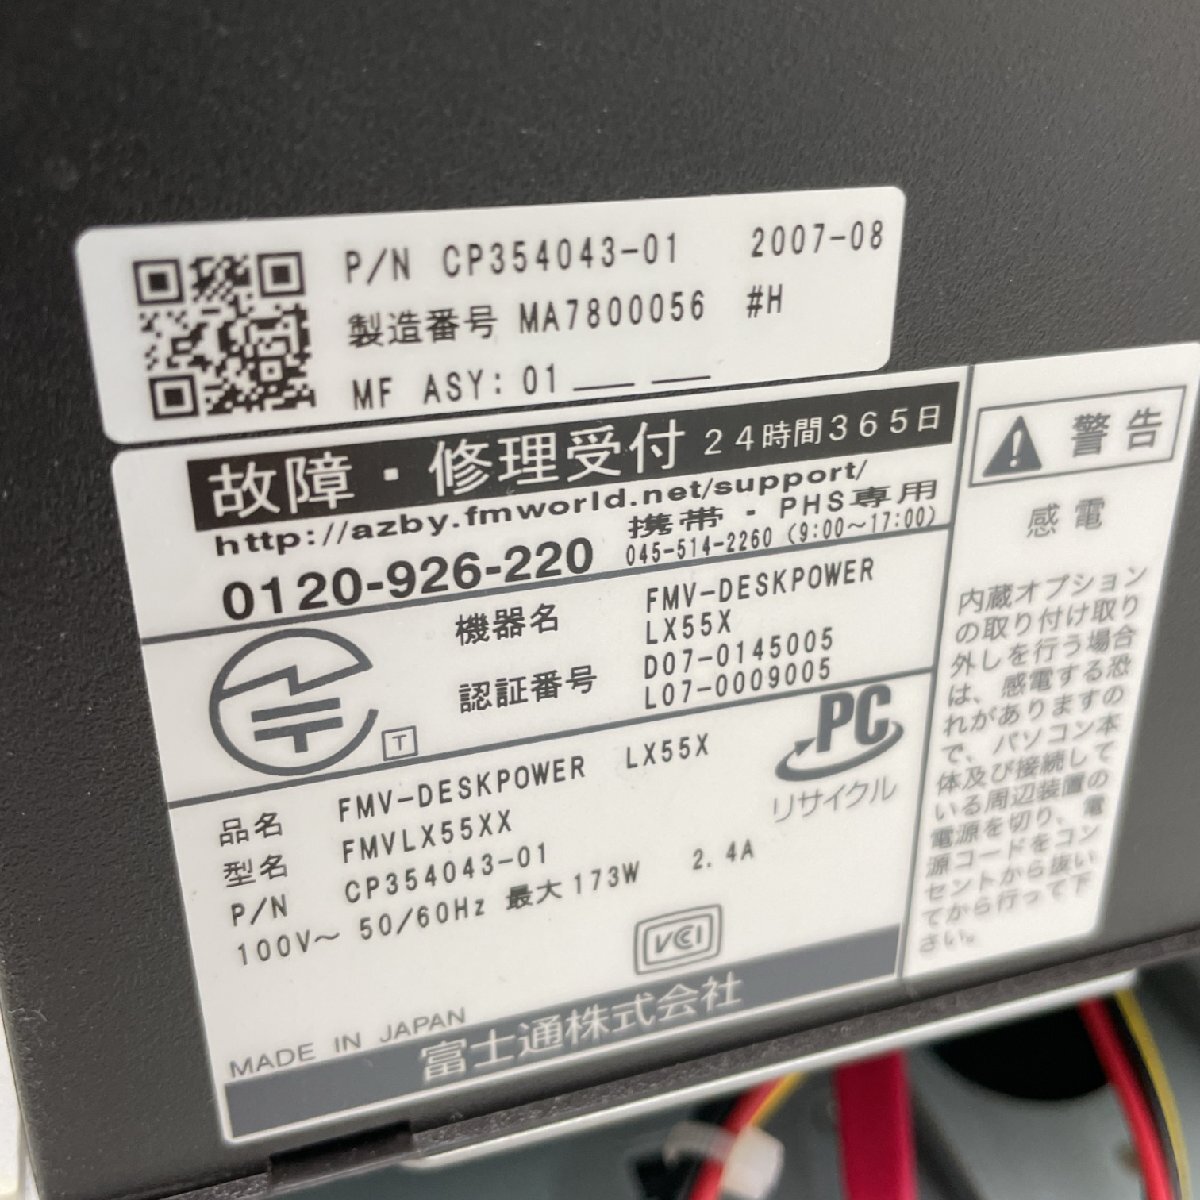 P/N CP354043-01 2007-08
製造番号 MA7800056 #H
MF ASY: 01
故障・修理受付 24時間365日
http://azby.fmworld.net/support/
0120-926-220 携帯・PHS専用
045-514-2260 (9:00～17:00)
機器名 FMV-DESKPOWER
LX55X
認証番号 D07-0145005
L07-0009005
T
品名 FMV-DESKPOWER LX55X
型名 FMVLX55XX
P/N CP354043-01
100V～ 50/60Hz 最大173W 2.4A
PC
リサイクル
VCI
MADE IN JAPAN
富士通株式会社
警告
感電
内蔵オプション
の取り付け取り
外しを行う場合
は、感電する恐
れがありますの
で、パソコン本
体及び接続して
いる周辺装置の
電源を切り、電
源コードをコン
セントから抜い
てから行って下
さい。